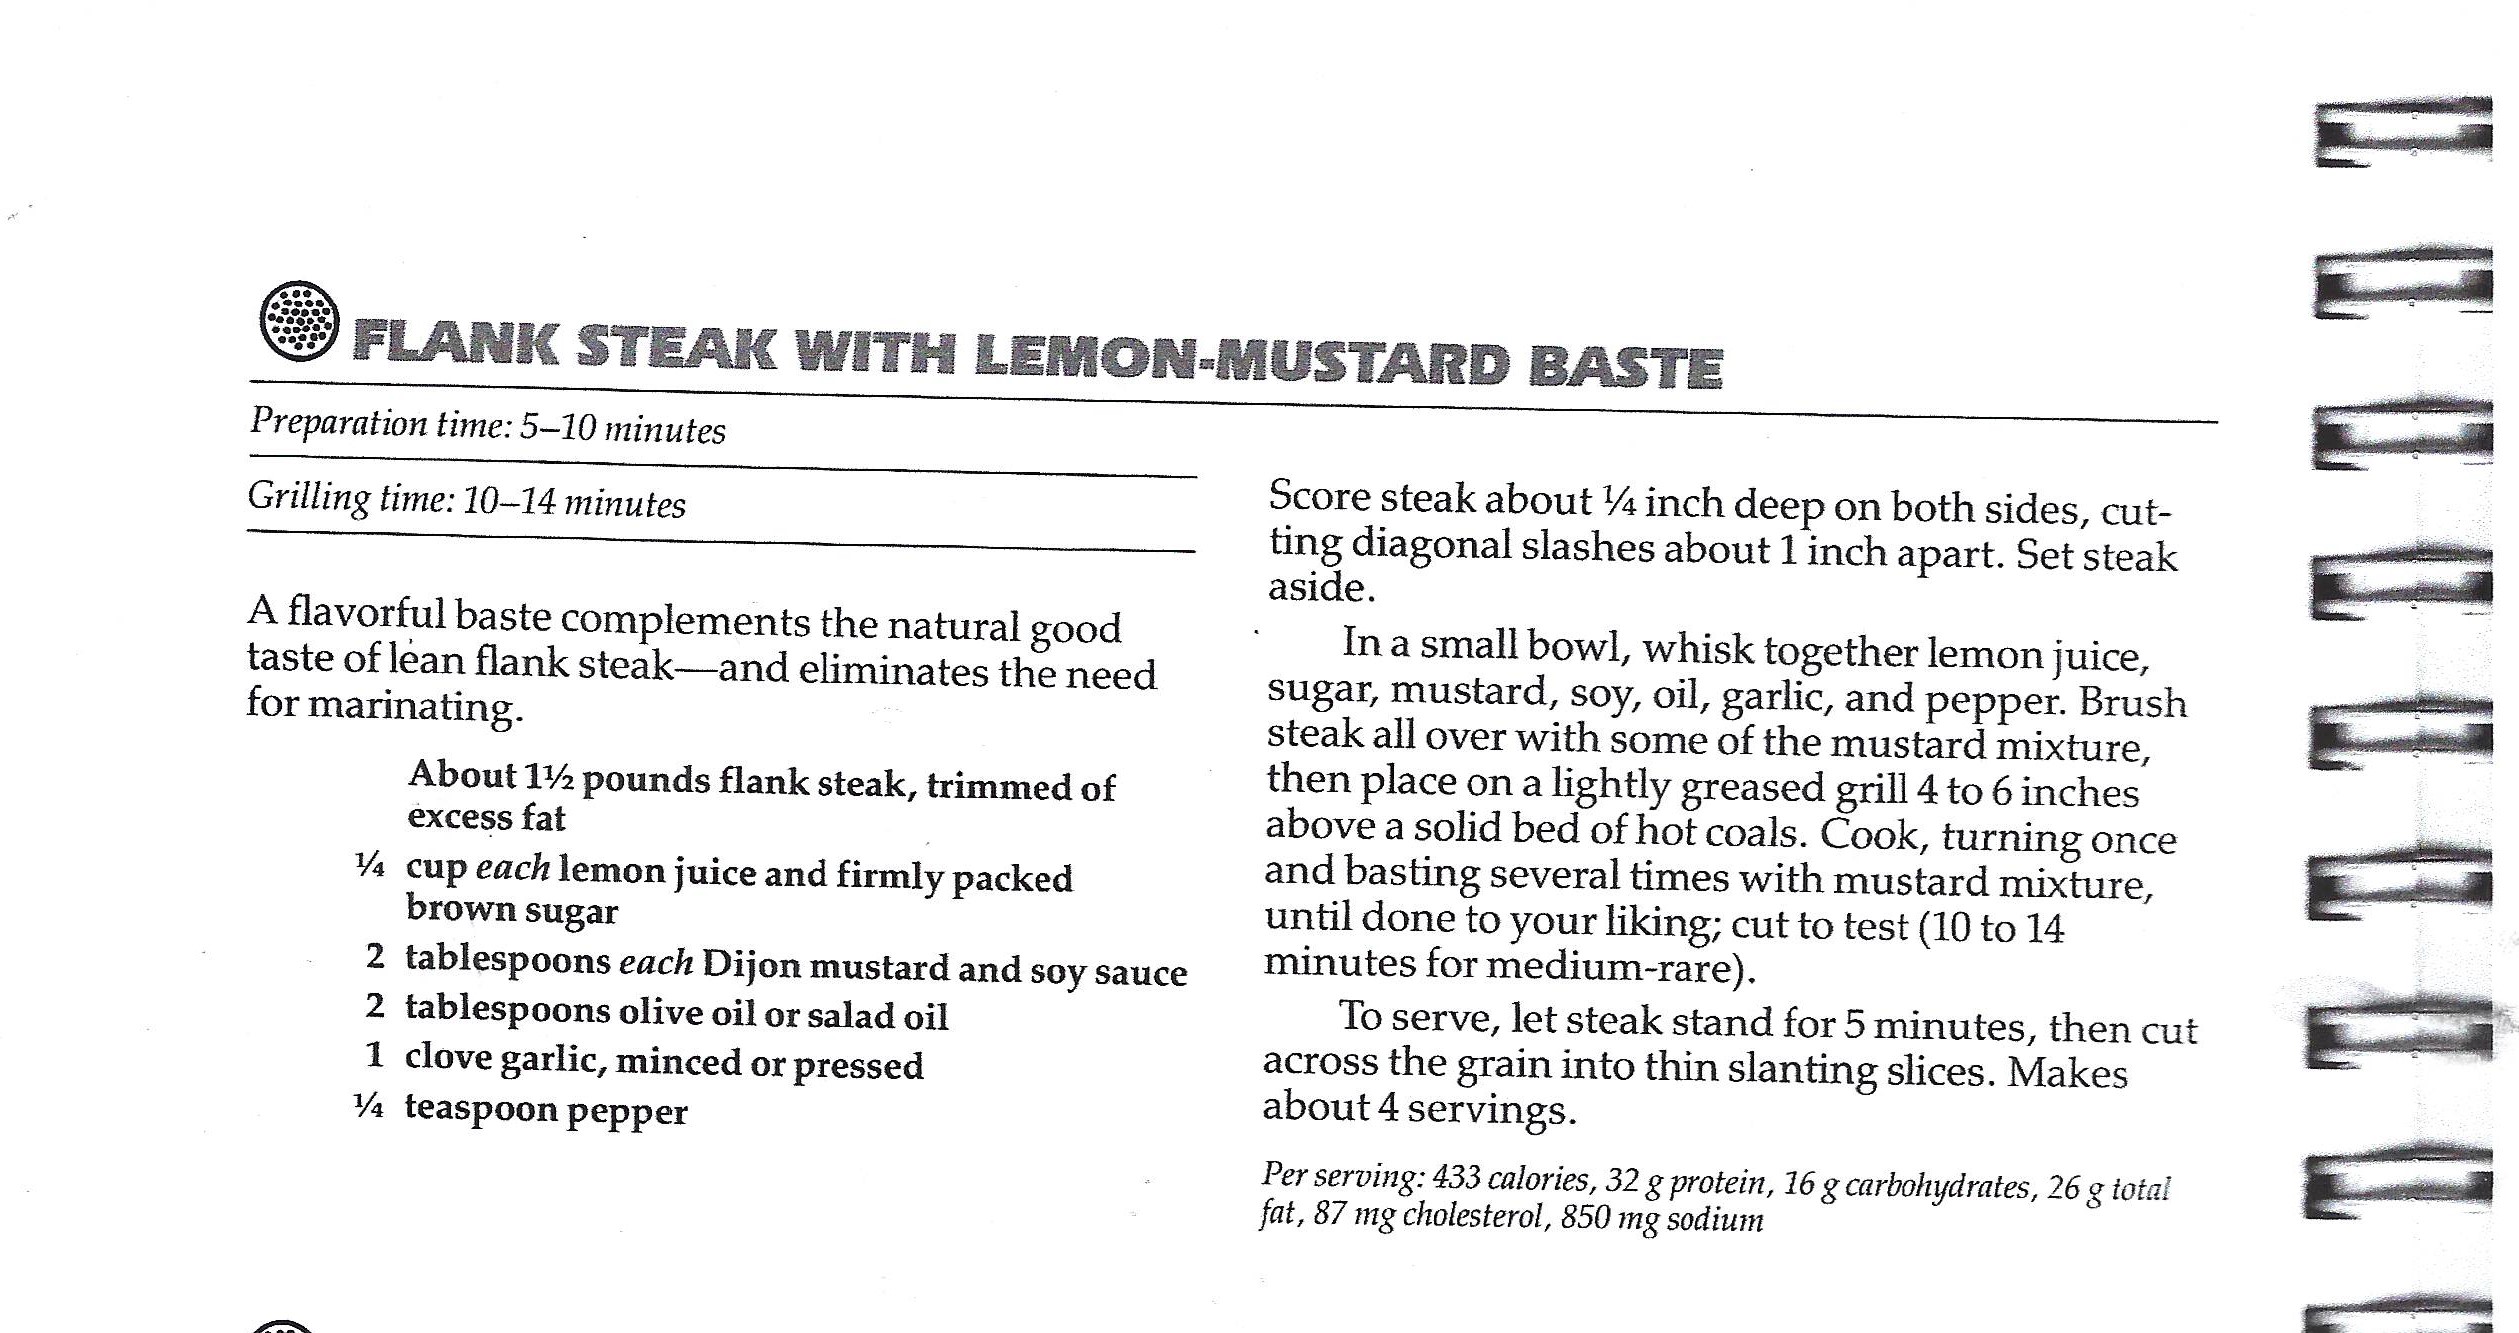 FLANK STEAK WITH LEMON-MUSTARD BASTE
Preparation time: 5–10 minutes
Grilling time: 10–14 minutes
A flavorful baste complements the natural good
taste of lean flank steak—and eliminates the need
for marinating.
About 1½ pounds flank steak, trimmed of
excess fat
¼ cup each lemon juice and firmly packed
brown sugar
2 tablespoons each Dijon mustard and soy sauce
2 tablespoons olive oil or salad oil
1 clove garlic, minced or pressed
¼ teaspoon pepper
Score steak about ¼ inch deep on both sides, cut-
ting diagonal slashes about 1 inch apart. Set steak
aside.
In a small bowl, whisk together lemon juice,
sugar, mustard, soy, oil, garlic, and pepper. Brush
steak all over with some of the mustard mixture,
then place on a lightly greased grill 4 to 6 inches
above a solid bed of hot coals. Cook, turning once
and basting several times with mustard mixture,
until done to your liking; cut to test (10 to 14
minutes for medium-rare).
To serve, let steak stand for 5 minutes, then cut
across the grain into thin slanting slices. Makes
about 4 servings.
Per serving: 433 calories, 32 g protein, 16 g carbohydrates, 26 g total
fat, 87 mg cholesterol, 850 mg sodium